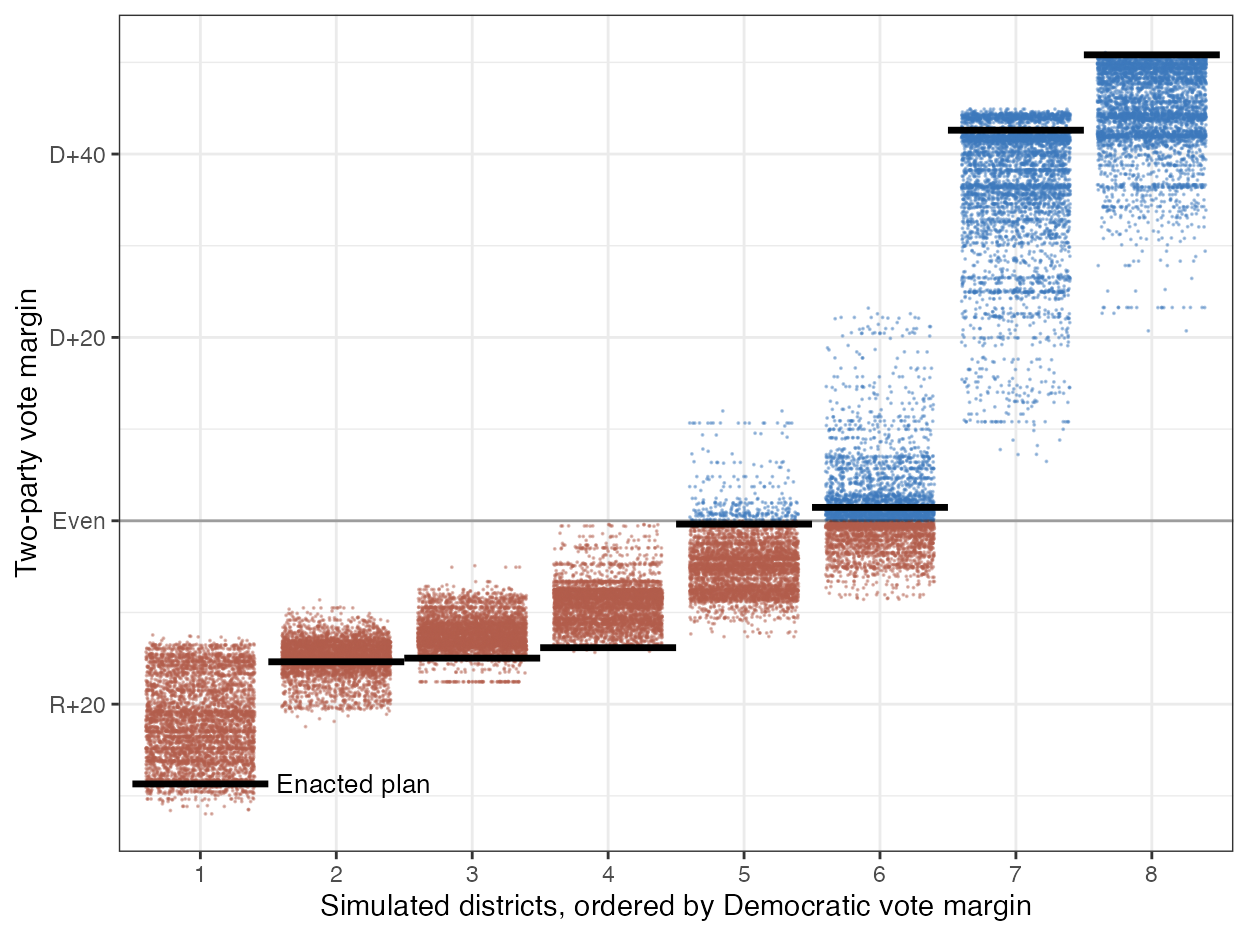 Two-party vote margin
D+40
D+20
Even
R+20
Enacted plan
1 2 3 4 5 6 7 8
Simulated districts, ordered by Democratic vote margin